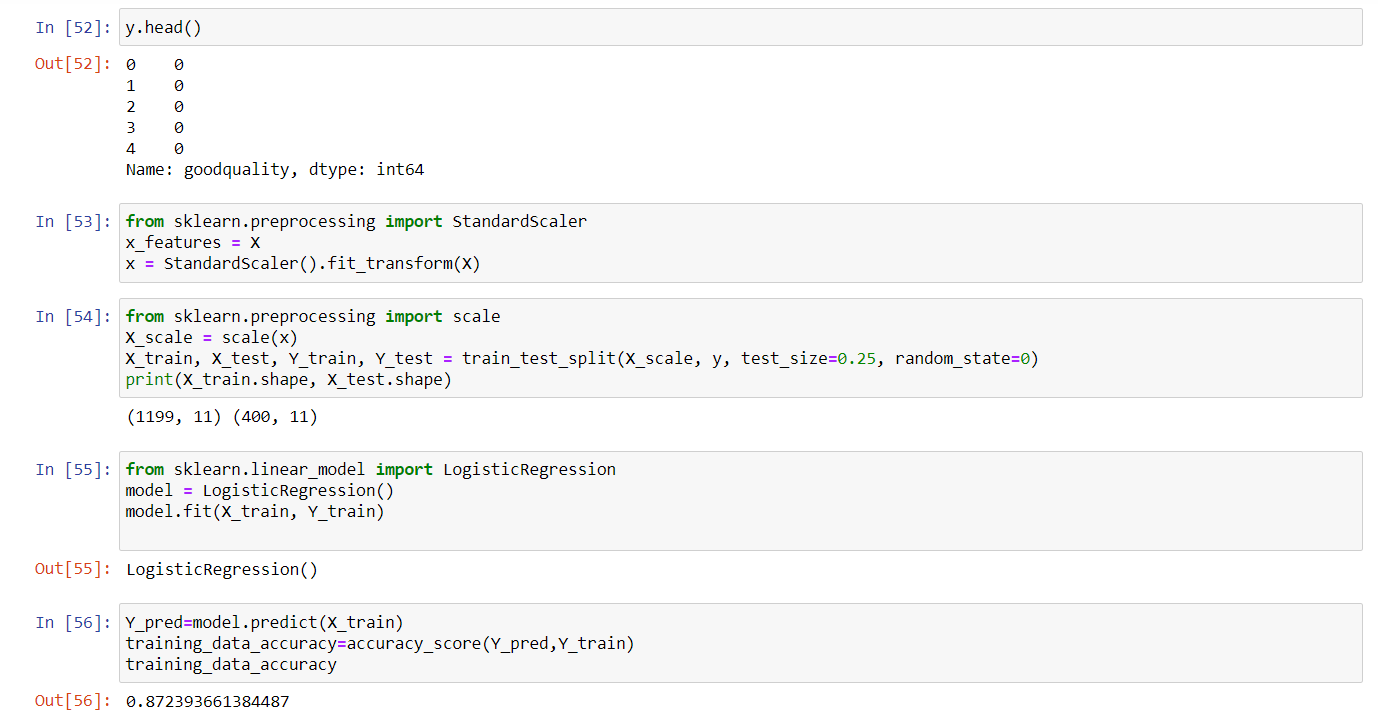 In [52]: y.head()
Out[52]: 0    0
1    0
2    0
3    0
4    0
Name: goodquality, dtype: int64
In [53]: from sklearn.preprocessing import StandardScaler
x_features = X
x = StandardScaler().fit_transform(X)
In [54]: from sklearn.preprocessing import scale
X_scale = scale(x)
X_train, X_test, Y_train, Y_test = train_test_split(X_scale, y, test_size=0.25, random_state=0)
print(X_train.shape, X_test.shape)
(1199, 11) (400, 11)
In [55]: from sklearn.linear_model import LogisticRegression
model = LogisticRegression()
model.fit(X_train, Y_train)
Out[55]: LogisticRegression()
In [56]: Y_pred=model.predict(X_train)
training_data_accuracy=accuracy_score(Y_pred,Y_train)
training_data_accuracy
Out[56]: 0.872393661384487